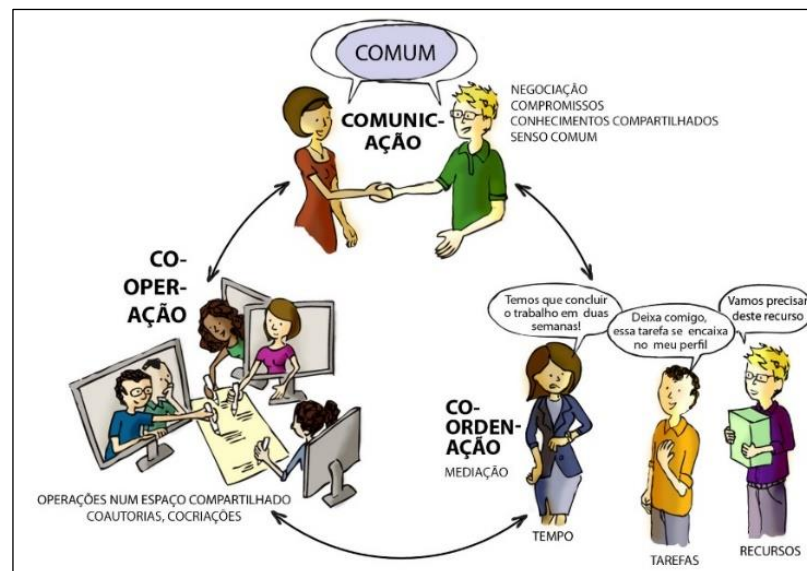 COMUM
COMUNIC-
AÇÃO
NEGOCIAÇÃO
COMPROMISSOS
CONHECIMENTOS COMPARTILHADOS
SENSO COMUM
CO-
OPER-
AÇÃO
OPERAÇÕES NUM ESPAÇO COMPARTILHADO
COAUTORIAS, COCRIAÇÕES
CO-
ORDEN-
AÇÃO
MEDIAÇÃO
Temos que concluir
o trabalho em duas
semanas!
TEMPO
Deixa comigo,
essa tarefa se encaixa
no meu perfil
TAREFAS
Vamos precisar
deste recurso
RECURSOS